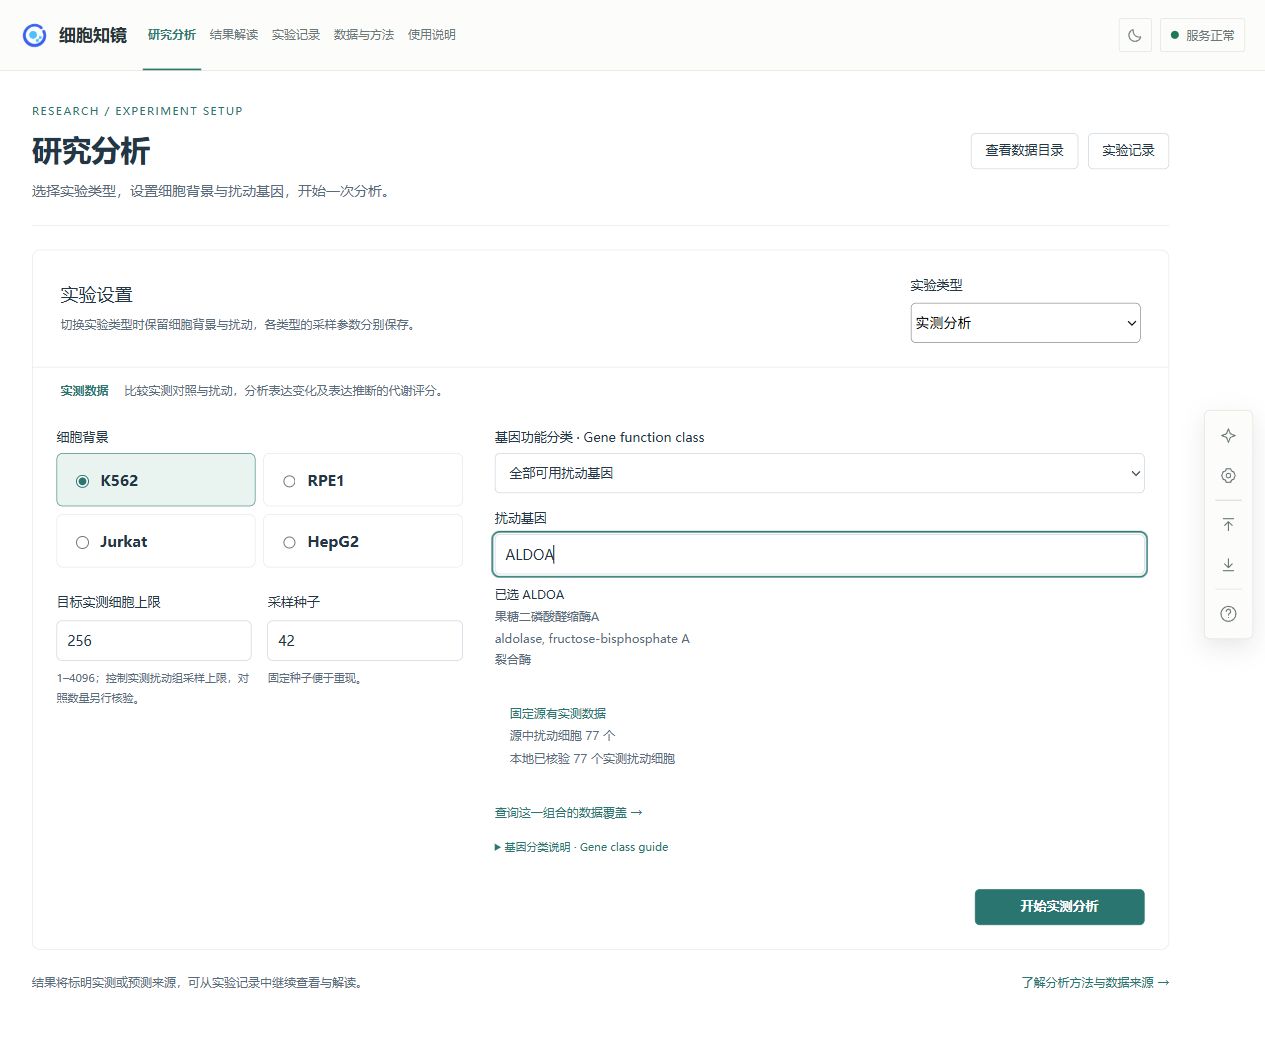 细胞知镜
研究分析 结果解读 实验记录 数据与方法 使用说明
服务正常
RESEARCH / EXPERIMENT SETUP
研究分析
查看数据目录 实验记录
选择实验类型，设置细胞背景与扰动基因，开始一次分析。
实验设置
切换实验类型时保留细胞背景与扰动，各类型的采样参数分别保存。
实验类型
实测分析
实测数据 比较实测对照与扰动，分析表达变化及表达推断的代谢评分。
细胞背景
K562
RPE1
Jurkat
HepG2
目标实测细胞上限
256
1–4096；控制实测扰动组采样上限，对
照数量另行核验。
采样种子
42
固定种子便于重现。
基因功能分类 · Gene function class
全部可用扰动基因
扰动基因
ALDOA
已选 ALDOA
果糖二磷酸醛缩酶A
aldolase, fructose-bisphosphate A
裂合酶
固定源有实测数据
源中扰动细胞 77 个
本地已核验 77 个实测扰动细胞
查询这一组合的数据覆盖 →
▶ 基因分类说明 · Gene class guide
开始实测分析
结果将标明实测或预测来源，可从实验记录中继续查看与解读。
了解分析方法与数据来源 →